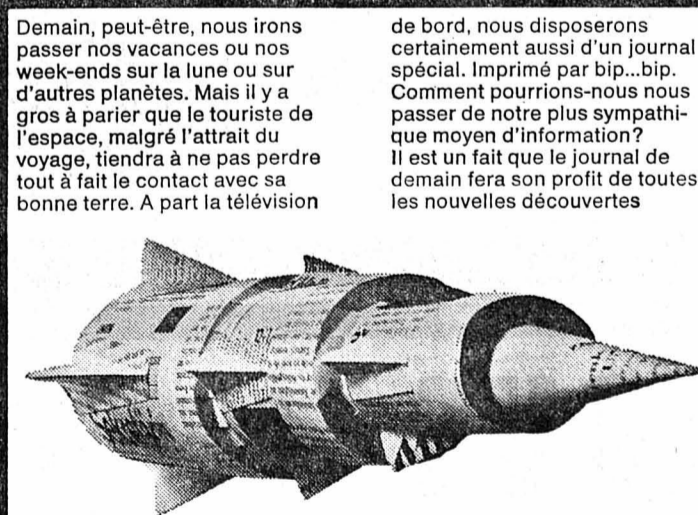 Demain, peut-être, nous irons
passer nos vacances ou nos
week-ends sur la lune ou sur
d'autres planètes. Mais il y a
gros à parier que le touriste de
l'espace, malgré l'attrait du
voyage, tiendra à ne pas perdre
tout à fait le contact avec sa
bonne terre. A part la télévision
de bord, nous disposerons
certainement aussi d'un journal
spécial. Imprimé par bip...bip.
Comment pourrions-nous nous
passer de notre plus sympathi-
que moyen d'information?
Il est un fait que le journal de
demain fera son profit de toutes
les nouvelles découvertes